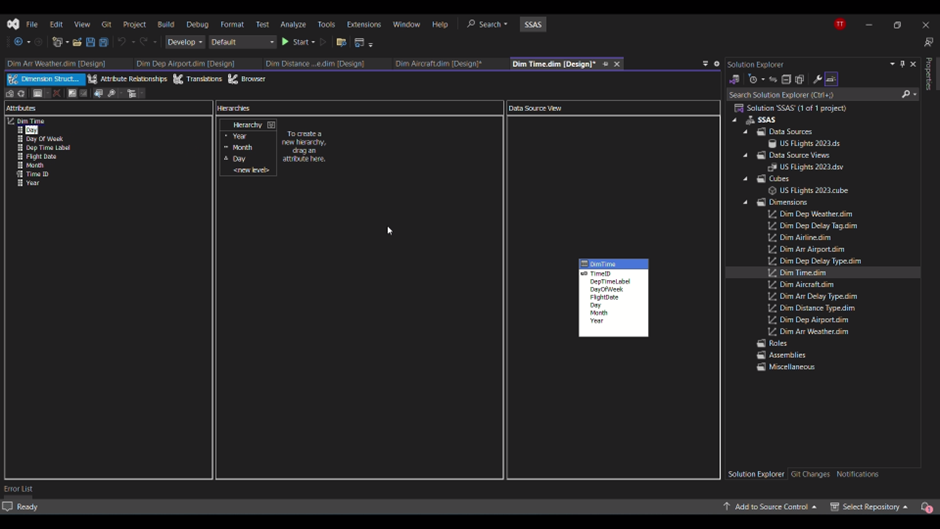 File Edit View Git Project Build Debug Format Test Analyze Tools Extensions Window Help Search SSAS TT
Develop Default Start
Dim Arr Weather.dim [Design] Dim Dep Airport.dim [Design] Dim Distance ...e.dim [Design] Dim Aircraft.dim [Design]* Dim Time.dim [Design]*
Dimension Struct... Attribute Relationships Translations Browser
Attributes
Dim Time
Day
Day Of Week
Dep Time Label
Flight Date
Month
Time ID
Year
Hierarchies
Hierarchy
Year
Month
Day
<new level>
To create a
new hierarchy,
drag an
attribute here.
Data Source View
DimTime
TimeID
DepTimeLabel
DayOfWeek
FlightDate
Day
Month
Year
Solution Explorer
Search Solution Explorer (Ctrl+;)
Solution 'SSAS' (1 of 1 project)
SSAS
Data Sources
US FLights 2023.ds
Data Source Views
US FLights 2023.dsv
Cubes
US FLights 2023.cube
Dimensions
Dim Dep Weather.dim
Dim Dep Delay Tag.dim
Dim Airline.dim
Dim Arr Airport.dim
Dim Dep Delay Type.dim
Dim Time.dim
Dim Aircraft.dim
Dim Arr Delay Type.dim
Dim Distance Type.dim
Dim Dep Airport.dim
Dim Arr Weather.dim
Roles
Assemblies
Miscellaneous
Solution Explorer Git Changes Notifications
Properties
Error List
Ready
Add to Source Control Select Repository